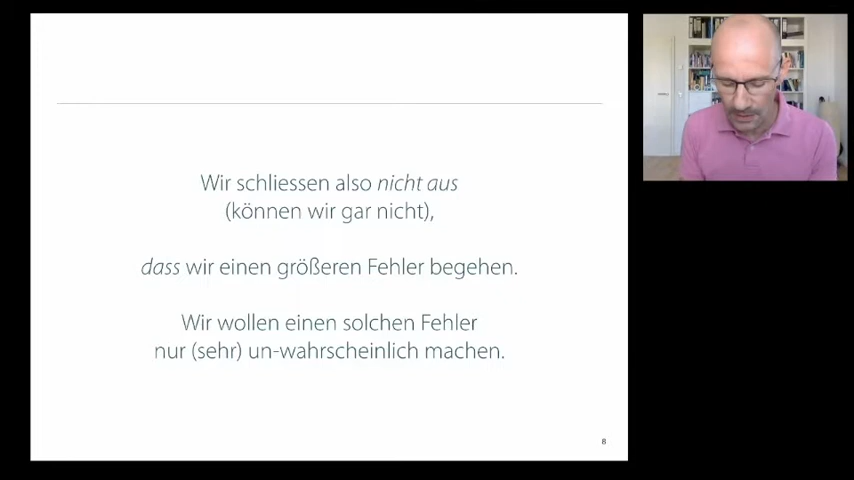 Wir schliessen also nicht aus
(können wir gar nicht),
dass wir einen größeren Fehler begehen.
Wir wollen einen solchen Fehler
nur (sehr) un-wahrscheinlich machen.
8